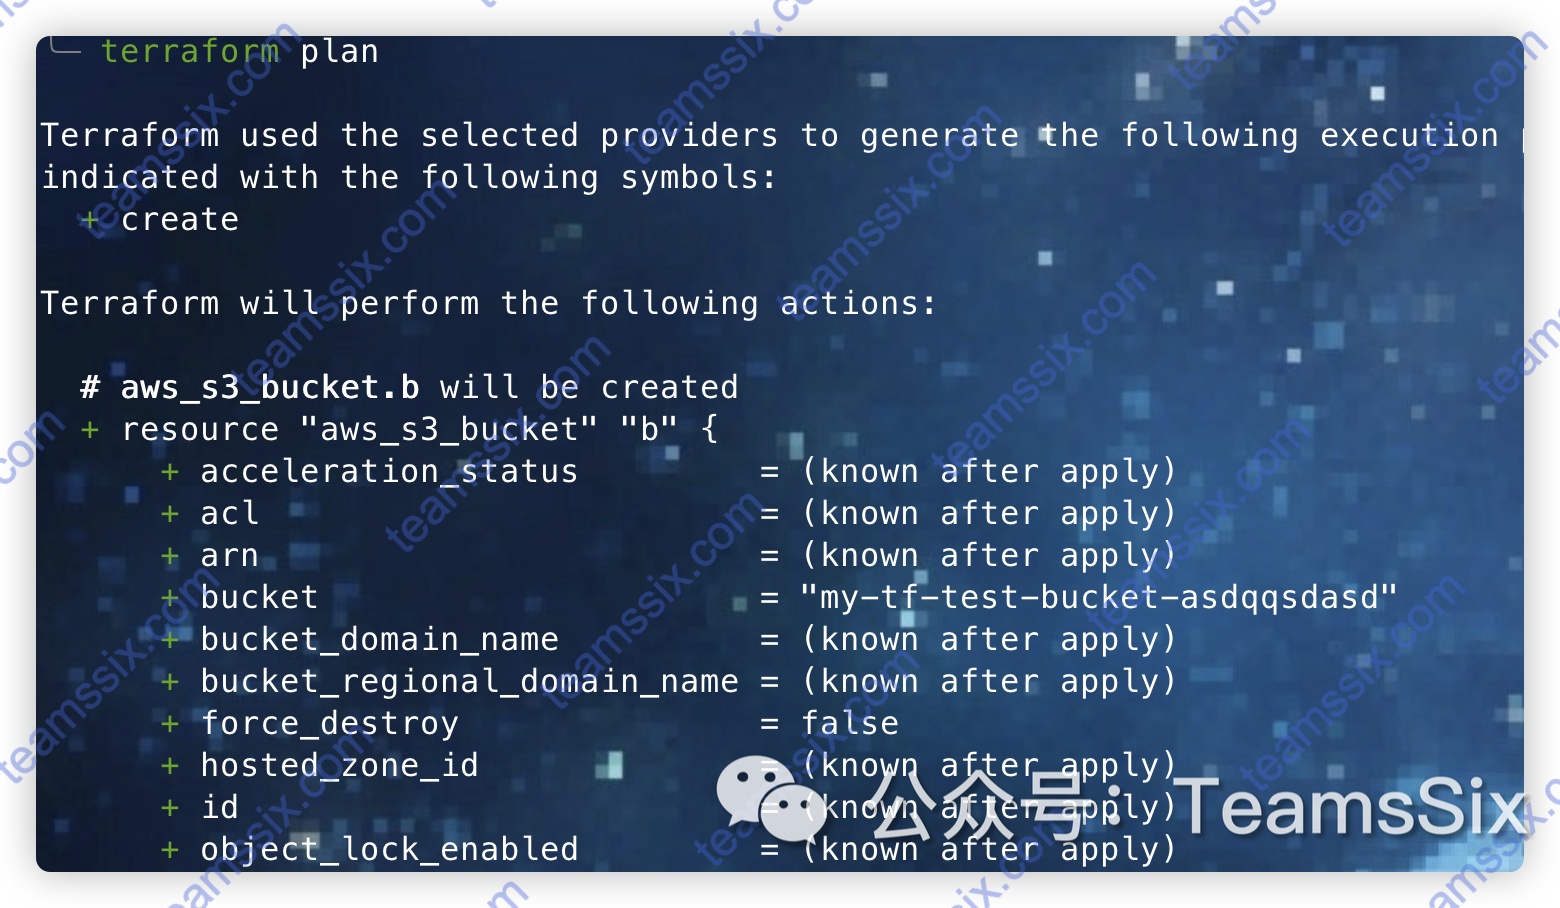 terraform plan
Terraform used the selected providers to generate the following execution
indicated with the following symbols:
+ create
Terraform will perform the following actions:
# aws_s3_bucket.b will be created
+ resource "aws_s3_bucket" "b" {
+ acceleration_status = (known after apply)
+ acl = (known after apply)
+ arn = (known after apply)
+ bucket = "my-tf-test-bucket-asdqqsdasd"
+ bucket_domain_name = (known after apply)
+ bucket_regional_domain_name = (known after apply)
+ force_destroy = false
+ hosted_zone_id = (known after apply)
+ id = (known after apply)
+ object_lock_enabled = (known after apply)
公众号：TeamsSix
teamssix.com